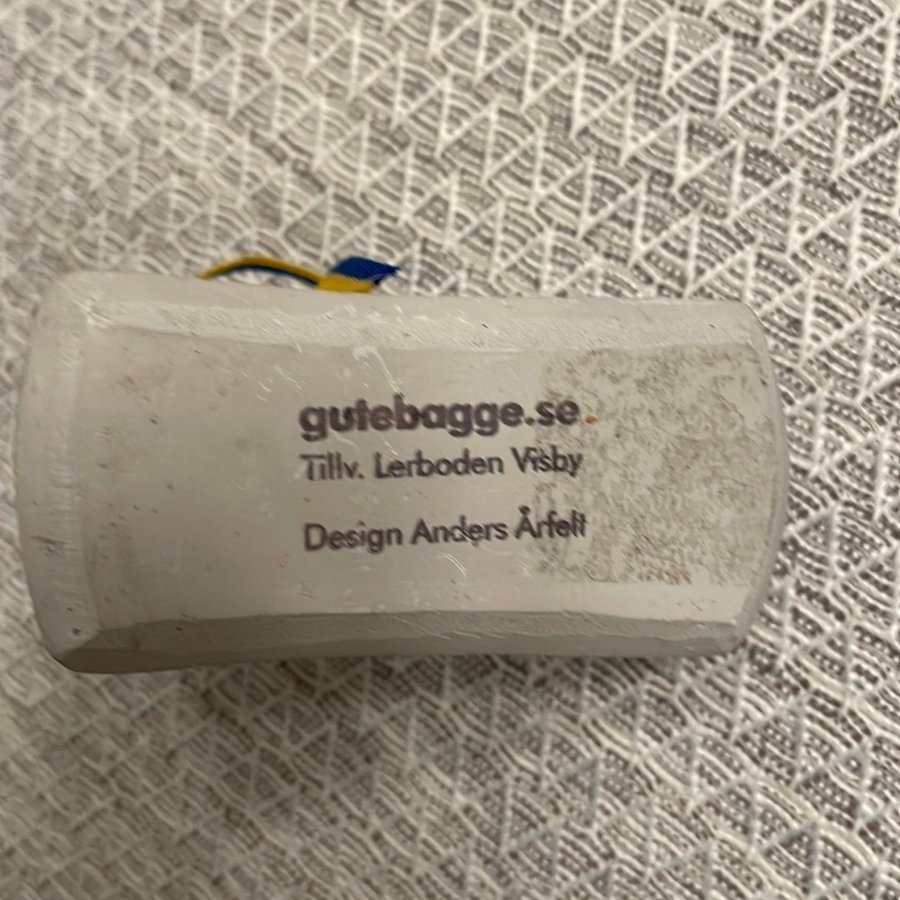 gutebagge.se
Tillv. Lerboden Visby
Design Anders Årfelt